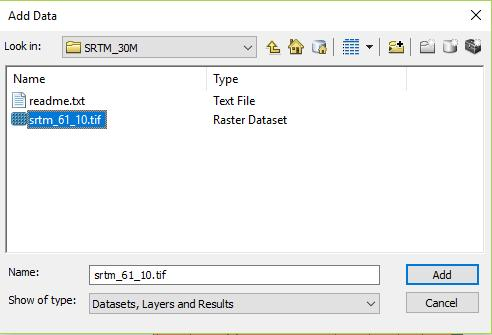 Add Data
Look in: SRTM_30M
Name Type
readme.txt Text File
srtm_61_10.tif Raster Dataset
Name: srtm_61_10.tif Add
Show of type: Datasets, Layers and Results Cancel